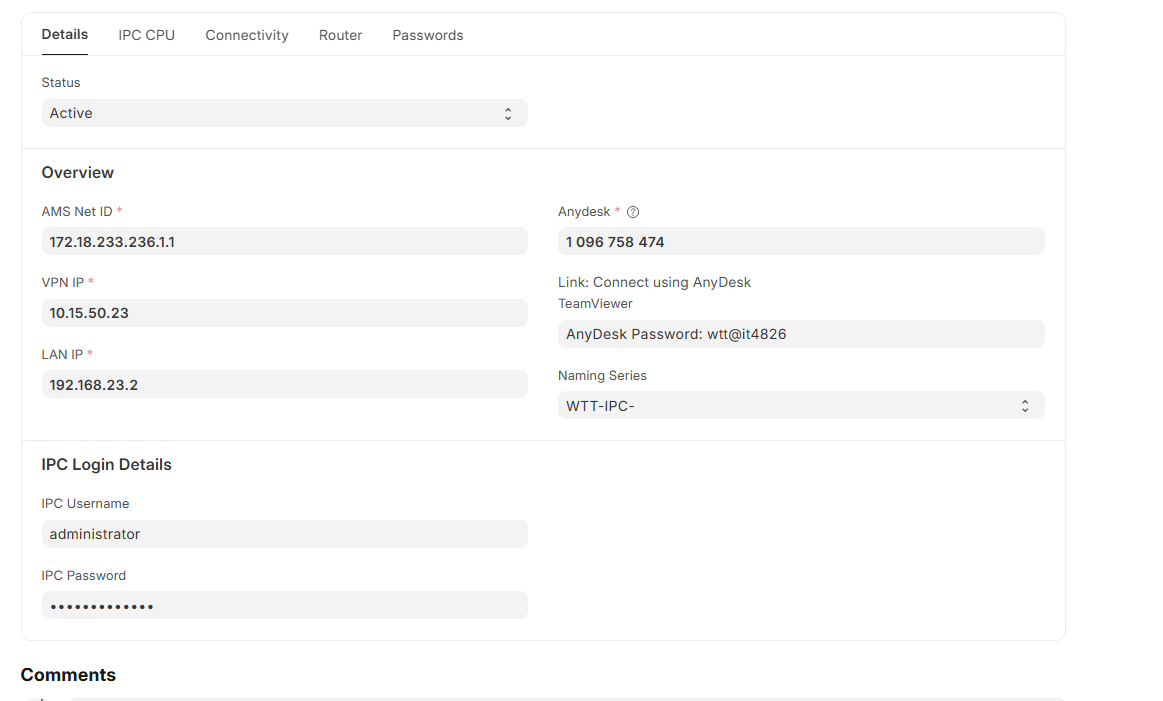 Details IPC CPU Connectivity Router Passwords
Status
Active
Overview
AMS Net ID *
172.18.233.236.1.1
VPN IP *
10.15.50.23
LAN IP *
192.168.23.2
Anydesk *
1 096 758 474
Link: Connect using AnyDesk
TeamViewer
AnyDesk Password: wtt@it4826
Naming Series
WTT-IPC-
IPC Login Details
IPC Username
administrator
IPC Password
•••••••••••••
Comments